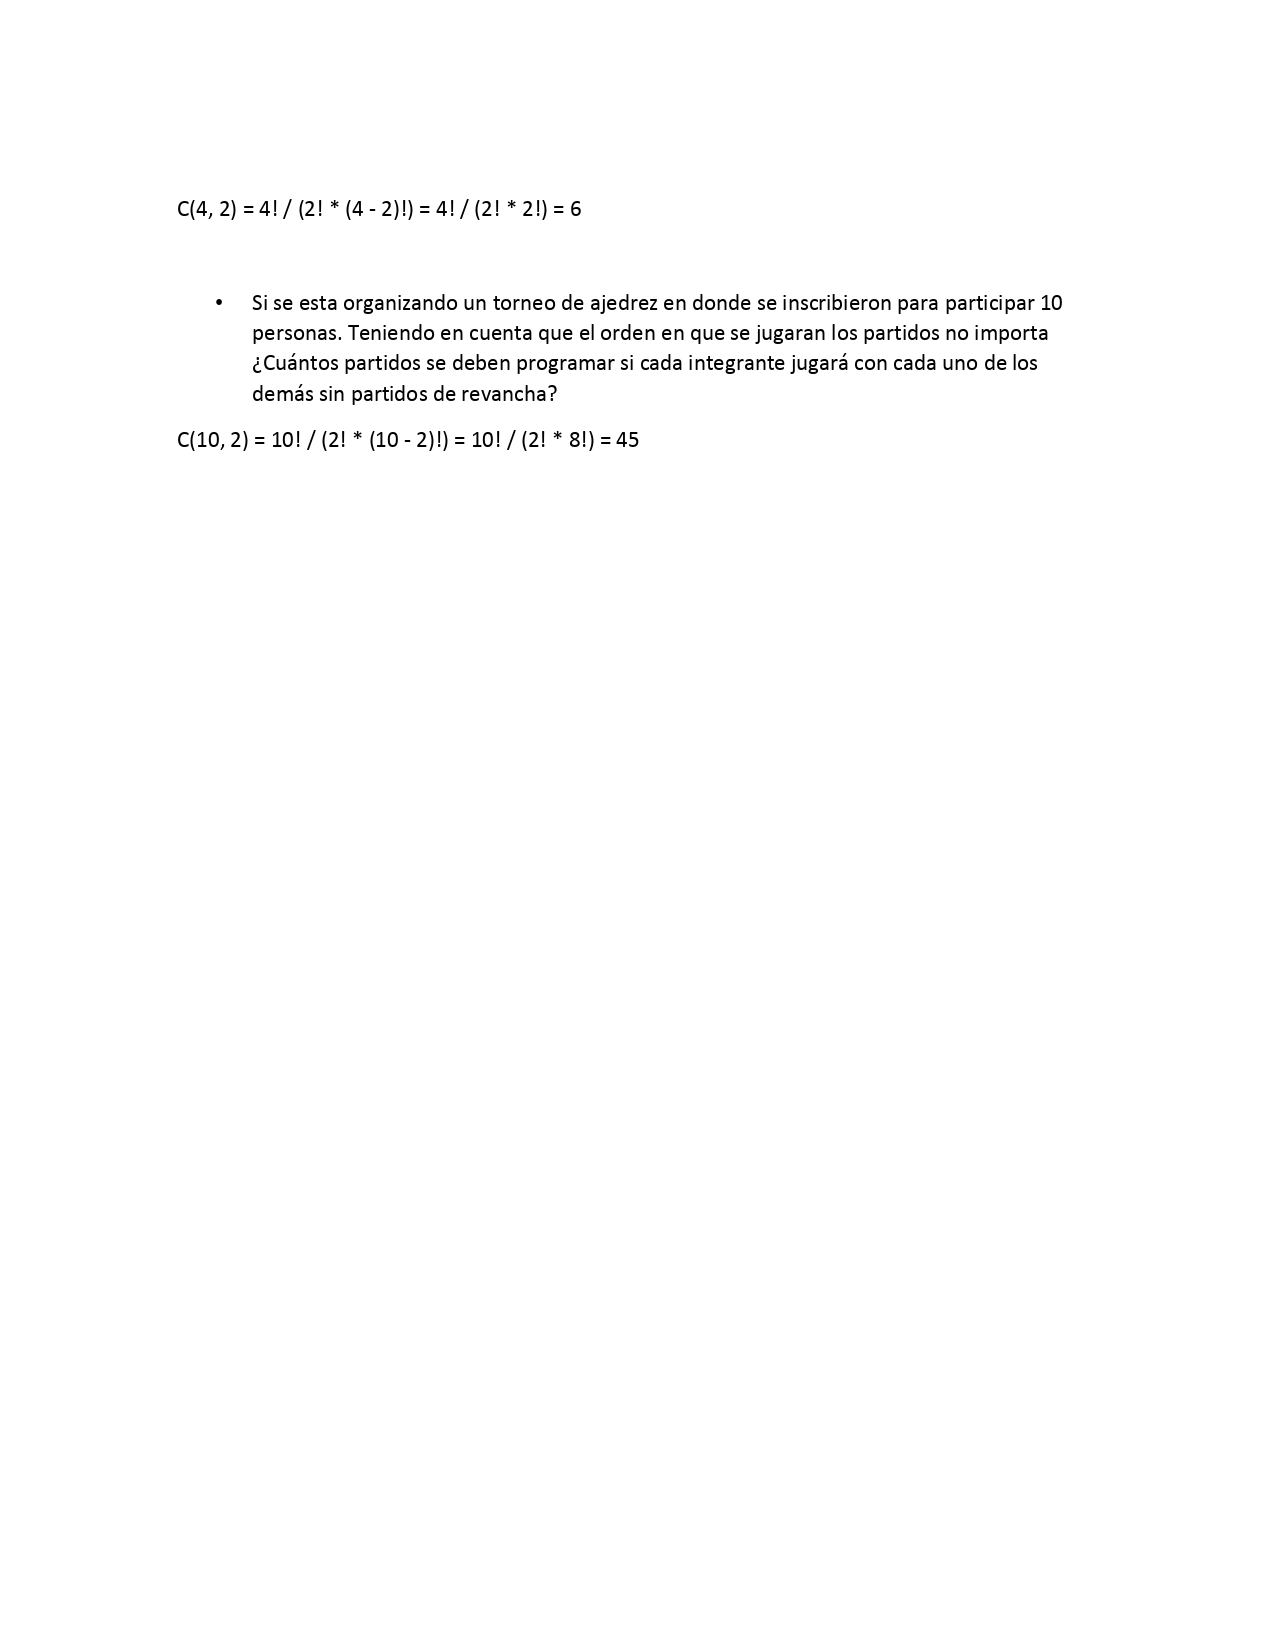 C(4, 2) = 4! / (2! * (4 - 2)!) = 4! / (2! * 2!) = 6
• Si se esta organizando un torneo de ajedrez en donde se inscribieron para participar 10
personas. Teniendo en cuenta que el orden en que se jugaran los partidos no importa
¿Cuántos partidos se deben programar si cada integrante jugará con cada uno de los
demás sin partidos de revancha?
C(10, 2) = 10! / (2! * (10 - 2)!) = 10! / (2! * 8!) = 45